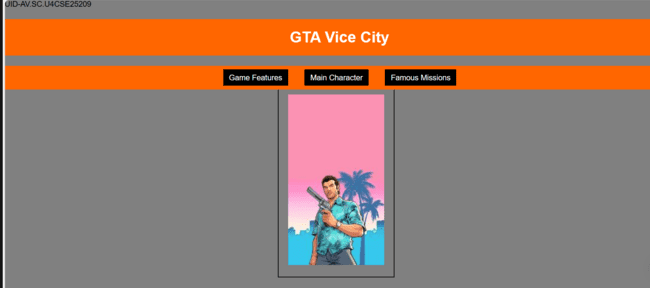 UID-AV.SC.U4CSE25209
GTA Vice City
Game Features Main Character Famous Missions